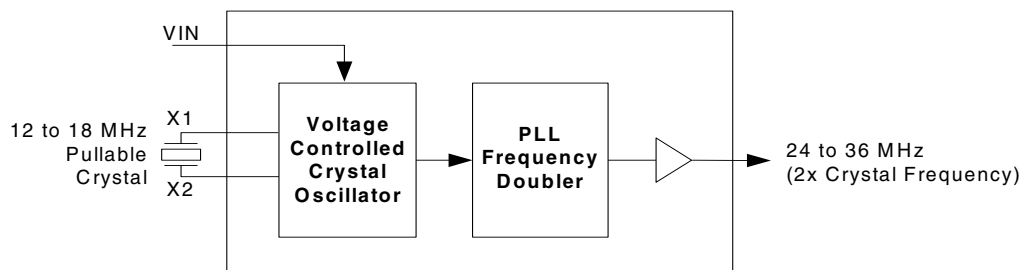 VIN
X1
12 to 18 MHz
Pullable
Crystal
X2
Voltage
Controlled
Crystal
Oscillator
PLL
Frequency
Doubler
24 to 36 MHz
(2x Crystal Frequency)